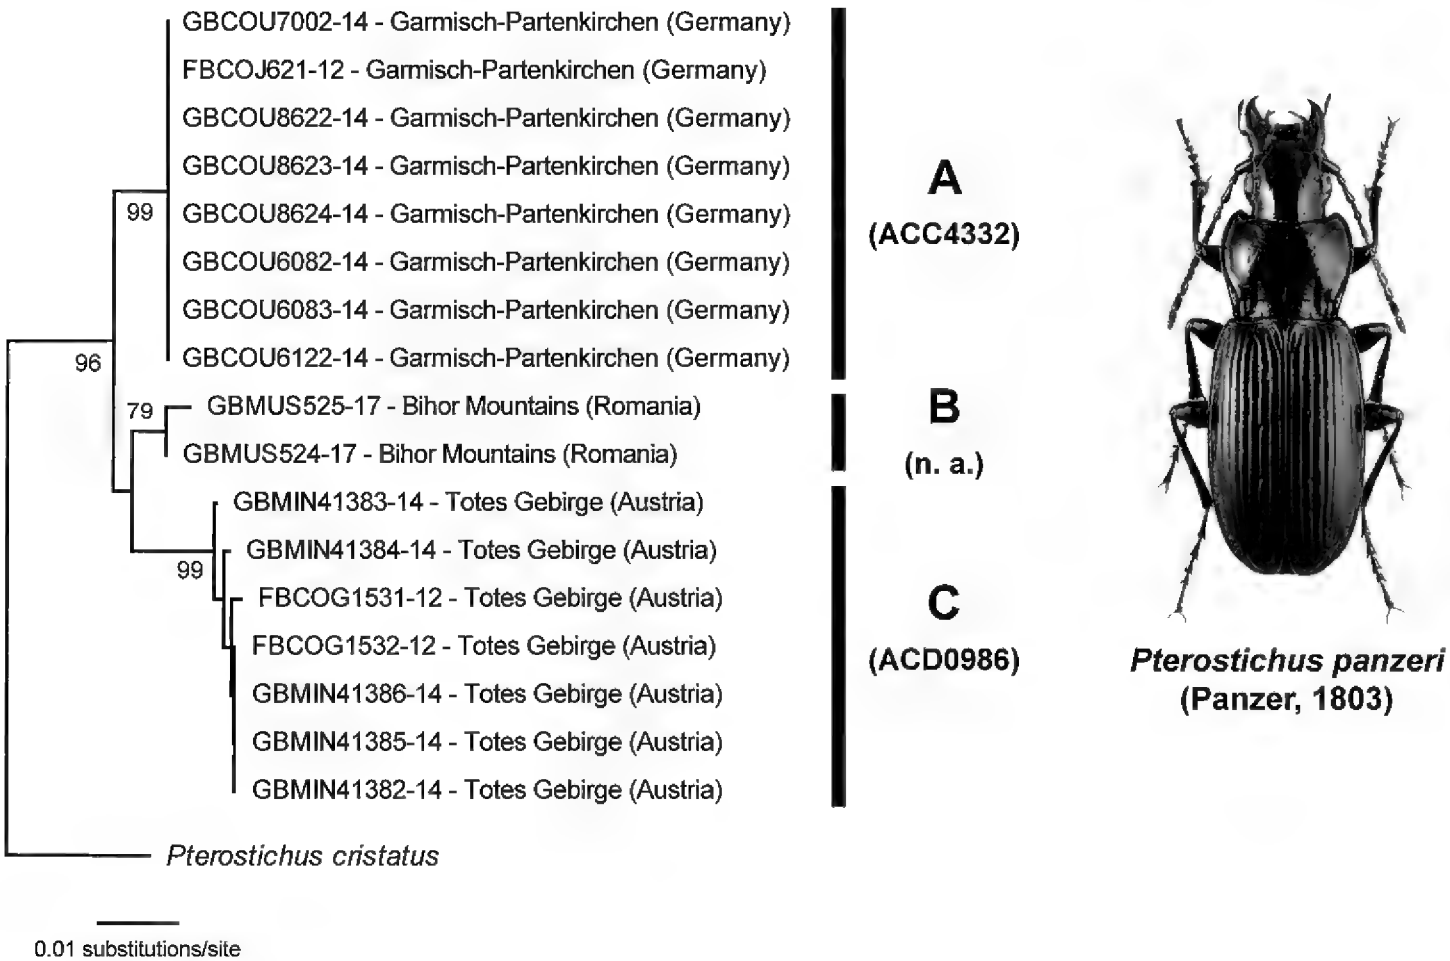 GBCOU7002-14 - Garmisch-Partenkirchen (Germany)
FBCOJ621-12 - Garmisch-Partenkirchen (Germany)
GBCOU8622-14 - Garmisch-Partenkirchen (Germany)
GBCOU8623-14 - Garmisch-Partenkirchen (Germany)
GBCOU8624-14 - Garmisch-Partenkirchen (Germany)
GBCOU6082-14 - Garmisch-Partenkirchen (Germany)
GBCOU6083-14 - Garmisch-Partenkirchen (Germany)
GBCOU6122-14 - Garmisch-Partenkirchen (Germany)
GBMUS525-17 - Bihor Mountains (Romania)
GBMUS524-17 - Bihor Mountains (Romania)
GBMIN41383-14 - Totes Gebirge (Austria)
GBMIN41384-14 - Totes Gebirge (Austria)
FBCOG1531-12 - Totes Gebirge (Austria)
FBCOG1532-12 - Totes Gebirge (Austria)
GBMIN41386-14 - Totes Gebirge (Austria)
GBMIN41385-14 - Totes Gebirge (Austria)
GBMIN41382-14 - Totes Gebirge (Austria)
Pterostichus cristatus
99
96
79
99
0.01 substitutions/site
A
(ACC4332)
B
(n. a.)
C
(ACD0986)
Pterostichus panzeri
(Panzer, 1803)